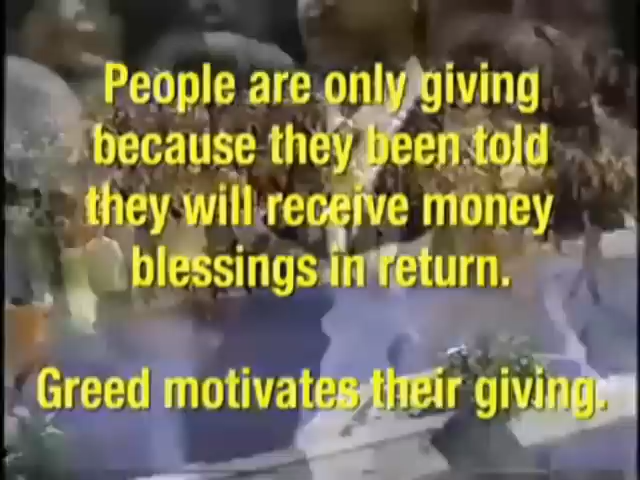 People are only giving
because they been told
they will receive money
blessings in return.
Greed motivates their giving.